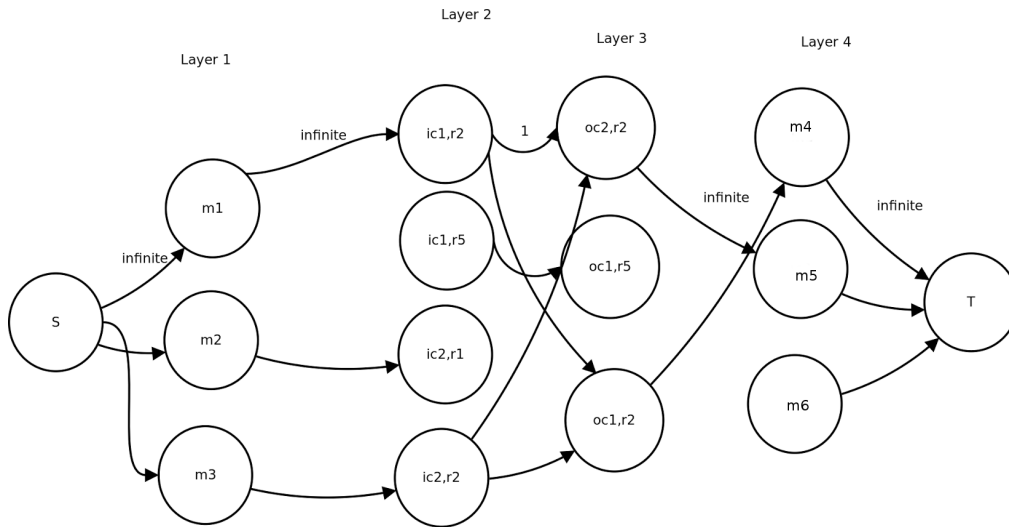 Layer 1
Layer 2
Layer 3
Layer 4
S
infinite
infinite
m1
m2
m3
ic1,r2
1
ic1,r5
ic2,r1
ic2,r2
oc2,r2
oc1,r5
oc1,r2
infinite
m4
m5
m6
infinite
T